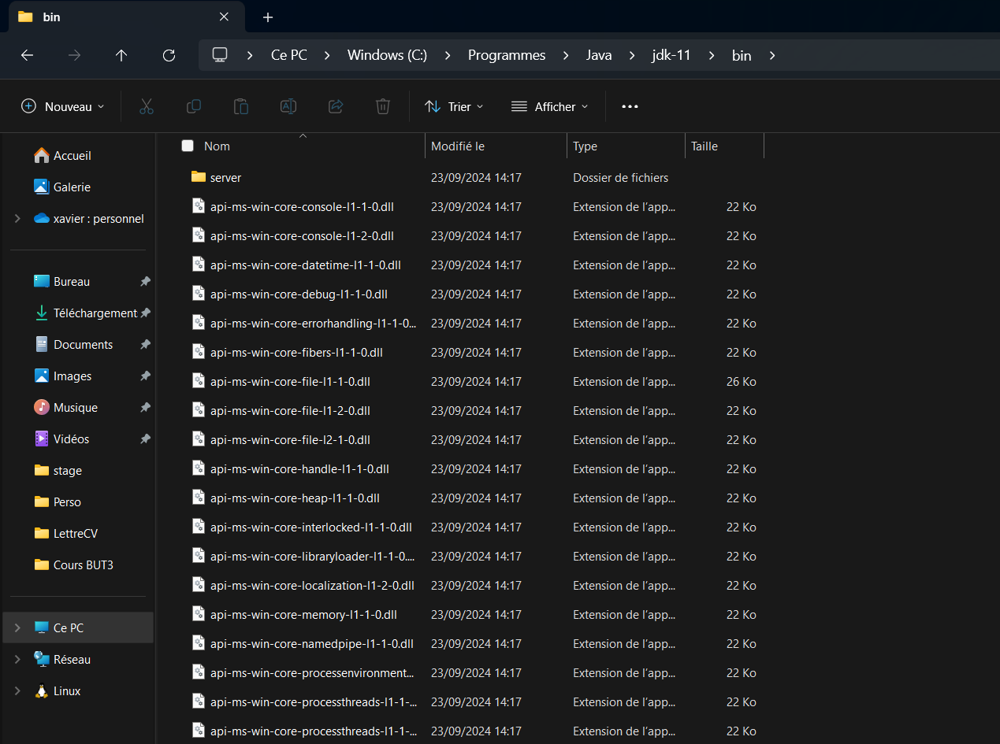 bin
Ce PC > Windows (C:) > Programmes > Java > jdk-11 > bin >
Nouveau Trier Afficher
Nom Modifié le Type Taille
Accueil
Galerie
xavier : personnel
Bureau
Téléchargement
Documents
Images
Musique
Vidéos
stage
Perso
LettreCV
Cours BUT3
Ce PC
Réseau
Linux
server 23/09/2024 14:17 Dossier de fichiers
api-ms-win-core-console-l1-1-0.dll 23/09/2024 14:17 Extension de l'app... 22 Ko
api-ms-win-core-console-l1-2-0.dll 23/09/2024 14:17 Extension de l'app... 22 Ko
api-ms-win-core-datetime-l1-1-0.dll 23/09/2024 14:17 Extension de l'app... 22 Ko
api-ms-win-core-debug-l1-1-0.dll 23/09/2024 14:17 Extension de l'app... 22 Ko
api-ms-win-core-errorhandling-l1-1-0... 23/09/2024 14:17 Extension de l'app... 22 Ko
api-ms-win-core-fibers-l1-1-0.dll 23/09/2024 14:17 Extension de l'app... 22 Ko
api-ms-win-core-file-l1-1-0.dll 23/09/2024 14:17 Extension de l'app... 26 Ko
api-ms-win-core-file-l1-2-0.dll 23/09/2024 14:17 Extension de l'app... 22 Ko
api-ms-win-core-file-l2-1-0.dll 23/09/2024 14:17 Extension de l'app... 22 Ko
api-ms-win-core-handle-l1-1-0.dll 23/09/2024 14:17 Extension de l'app... 22 Ko
api-ms-win-core-heap-l1-1-0.dll 23/09/2024 14:17 Extension de l'app... 22 Ko
api-ms-win-core-interlocked-l1-1-0.dll 23/09/2024 14:17 Extension de l'app... 22 Ko
api-ms-win-core-libraryloader-l1-1-0.... 23/09/2024 14:17 Extension de l'app... 22 Ko
api-ms-win-core-localization-l1-2-0.dll 23/09/2024 14:17 Extension de l'app... 22 Ko
api-ms-win-core-memory-l1-1-0.dll 23/09/2024 14:17 Extension de l'app... 22 Ko
api-ms-win-core-namedpipe-l1-1-0.dll 23/09/2024 14:17 Extension de l'app... 22 Ko
api-ms-win-core-processenvironment... 23/09/2024 14:17 Extension de l'app... 22 Ko
api-ms-win-core-processthreads-l1-1-... 23/09/2024 14:17 Extension de l'app... 22 Ko
api-ms-win-core-processthreads-l1-1-... 23/09/2024 14:17 Extension de l'app... 22 Ko